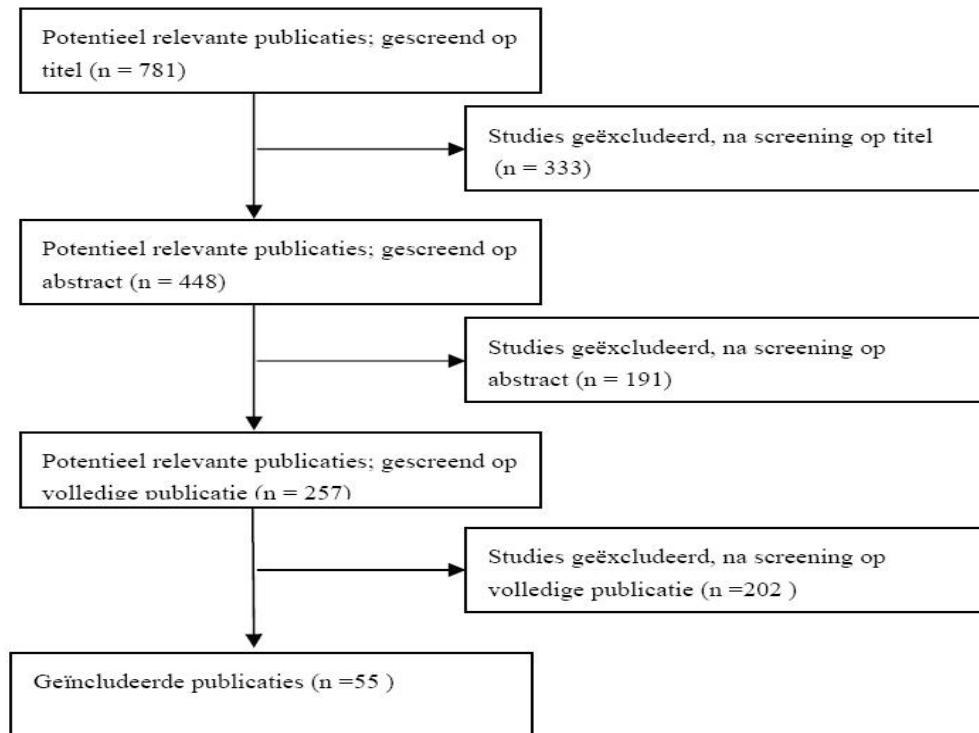 Potentieel relevante publicaties; gescreend op
titel (n = 781)
Studies geëxcludeerd, na screening op titel
(n = 333)
Potentieel relevante publicaties; gescreend op
abstract (n = 448)
Studies geëxcludeerd, na screening op
abstract (n = 191)
Potentieel relevante publicaties; gescreend op
volledige publicatie (n = 257)
Studies geëxcludeerd, na screening op
volledige publicatie (n =202 )
Geïncludeerde publicaties (n =55 )